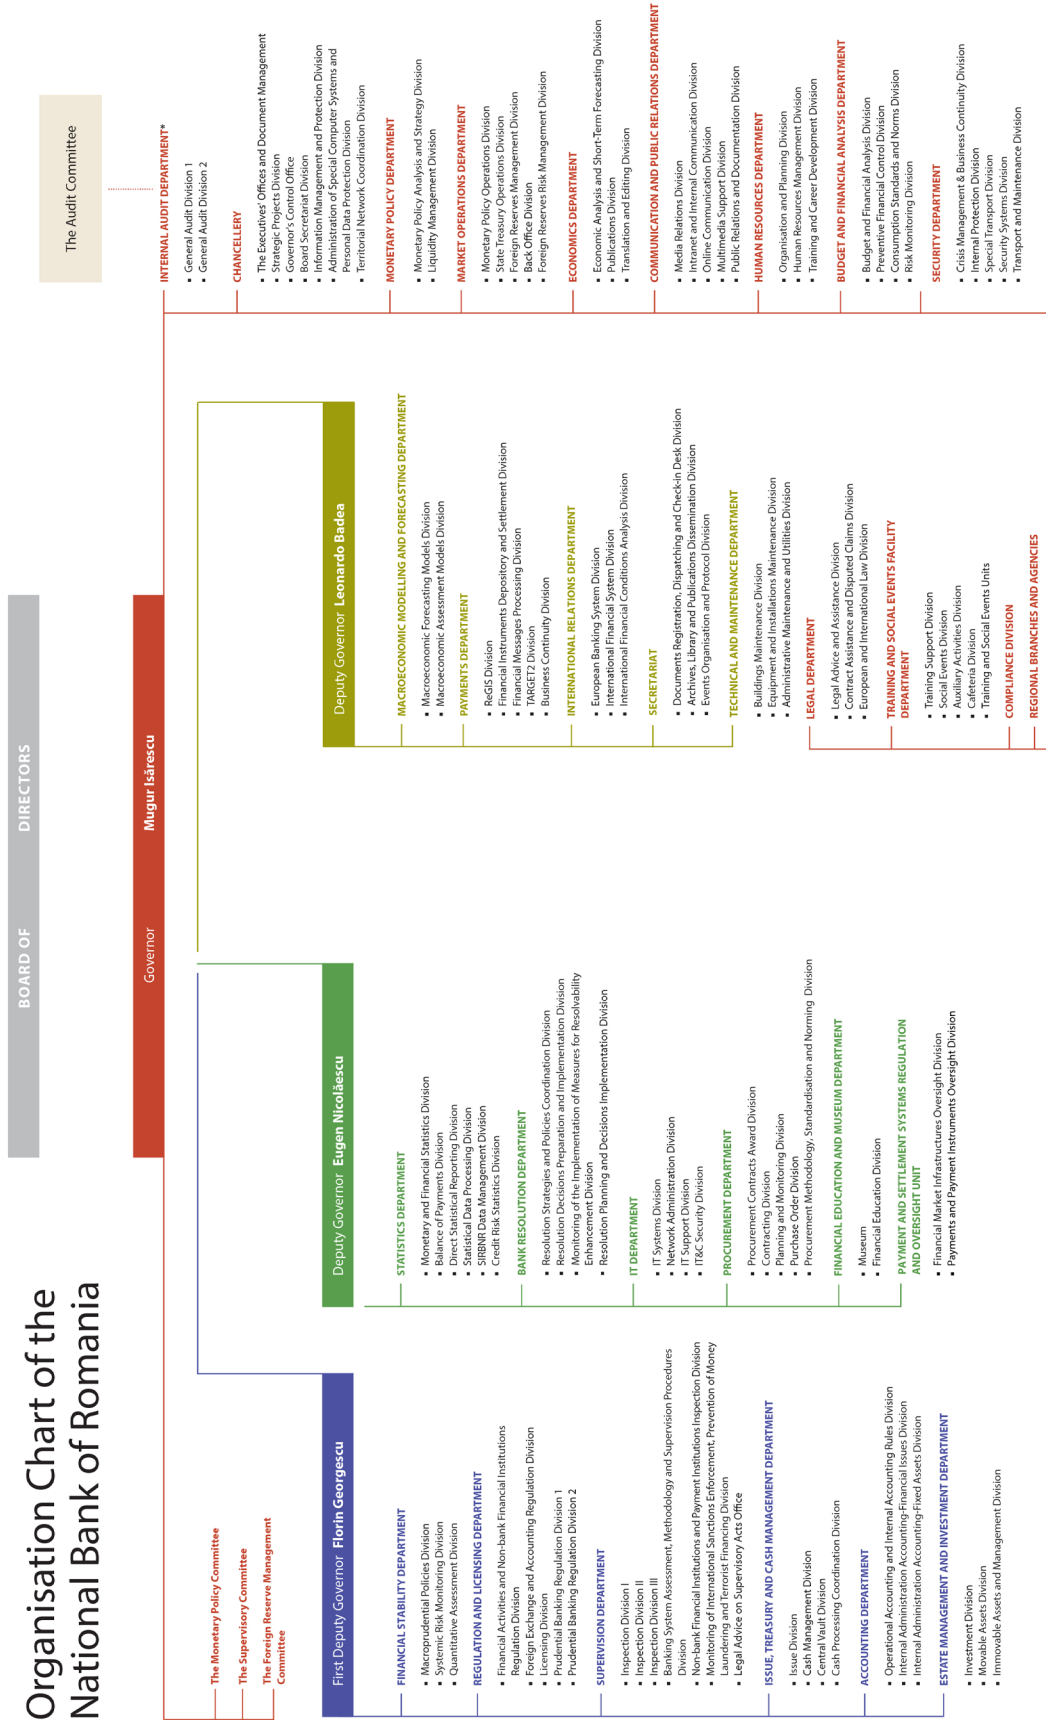 Organisation Chart of the
National Bank of Romania
BOARD OF DIRECTORS
The Audit Committee
Governor Mugur Isărescu
The Monetary Policy Committee
The Supervisory Committee
The Foreign Reserve Management
Committee
First Deputy Governor Florin Georgescu
FINANCIAL STABILITY DEPARTMENT
▪ Macroprudential Policies Division
▪ Systemic Risk Monitoring Division
▪ Quantitative Assessment Division
REGULATION AND LICENSING DEPARTMENT
▪ Financial Activities and Non-bank Financial Institutions
Regulation Division
▪ Foreign Exchange and Accounting Regulation Division
▪ Licensing Division
▪ Prudential Banking Regulation Division 1
▪ Prudential Banking Regulation Division 2
SUPERVISION DEPARTMENT
▪ Inspection Division I
▪ Inspection Division II
▪ Inspection Division III
▪ Banking System Assessment, Methodology and Supervision Procedures
Division
▪ Non-bank Financial Institutions and Payment Institutions Inspection Division
▪ Monitoring of International Sanctions Enforcement, Prevention of Money
Laundering and Terrorist Financing Division
▪ Legal Advice on Supervisory Acts Office
ISSUE, TREASURY AND CASH MANAGEMENT DEPARTMENT
▪ Issue Division
▪ Cash Management Division
▪ Central Vault Division
▪ Cash Processing Coordination Division
ACCOUNTING DEPARTMENT
▪ Operational Accounting and Internal Accounting Rules Division
▪ Internal Administration Accounting-Financial Issues Division
▪ Internal Administration Accounting-Fixed Assets Division
ESTATE MANAGEMENT AND INVESTMENT DEPARTMENT
▪ Investment Division
▪ Movable Assets Division
▪ Immovable Assets and Management Division
Deputy Governor Eugen Nicolăescu
STATISTICS DEPARTMENT
▪ Monetary and Financial Statistics Division
▪ Balance of Payments Division
▪ Direct Statistical Reporting Division
▪ Statistical Data Processing Division
▪ SIRBNR Data Management Division
▪ Credit Risk Statistics Division
BANK RESOLUTION DEPARTMENT
▪ Resolution Strategies and Policies Coordination Division
▪ Resolution Decisions Preparation and Implementation Division
▪ Monitoring of the Implementation of Measures for Resolvability
Enhancement Division
▪ Resolution Planning and Decisions Implementation Division
IT DEPARTMENT
▪ IT Systems Division
▪ Network Administration Division
▪ IT Support Division
▪ IT&C Security Division
PROCUREMENT DEPARTMENT
▪ Procurement Contracts Award Division
▪ Contracting Division
▪ Planning and Monitoring Division
▪ Purchase Order Division
▪ Procurement Methodology, Standardisation and Norming Division
FINANCIAL EDUCATION AND MUSEUM DEPARTMENT
▪ Museum
▪ Financial Education Division
PAYMENT AND SETTLEMENT SYSTEMS REGULATION
AND OVERSIGHT UNIT
▪ Financial Market Infrastructures Oversight Division
▪ Payments and Payment Instruments Oversight Division
Deputy Governor Leonardo Badea
MACROECONOMIC MODELLING AND FORECASTING DEPARTMENT
▪ Macroeconomic Forecasting Models Division
▪ Macroeconomic Assessment Models Division
PAYMENTS DEPARTMENT
▪ ReGIS Division
▪ Financial Instruments Depository and Settlement Division
▪ Financial Messages Processing Division
▪ TARGET2 Division
▪ Business Continuity Division
INTERNATIONAL RELATIONS DEPARTMENT
▪ European Banking System Division
▪ International Financial System Division
▪ International Financial Conditions Analysis Division
SECRETARIAT
▪ Documents Registration, Dispatching and Check-in Desk Division
▪ Archives, Library and Publications Dissemination Division
▪ Events Organisation and Protocol Division
TECHNICAL AND MAINTENANCE DEPARTMENT
▪ Buildings Maintenance Division
▪ Equipment and Installations Maintenance Division
▪ Administrative Maintenance and Utilities Division
LEGAL DEPARTMENT
▪ Legal Advice and Assistance Division
▪ Contract Assistance and Disputed Claims Division
▪ European and International Law Division
TRAINING AND SOCIAL EVENTS FACILITY
DEPARTMENT
▪ Training Support Division
▪ Social Events Division
▪ Auxiliary Activities Division
▪ Cafeteria Division
▪ Training and Social Events Units
COMPLIANCE DIVISION
REGIONAL BRANCHES AND AGENCIES
INTERNAL AUDIT DEPARTMENT*
▪ General Audit Division 1
▪ General Audit Division 2
CHANCELLERY
▪ The Executives' Offices and Document Management
▪ Strategic Projects Division
▪ Governor's Control Office
▪ Board Secretariat Division
▪ Information Management and Protection Division
▪ Administration of Special Computer Systems and
Personal Data Protection Division
▪ Territorial Network Coordination Division
MONETARY POLICY DEPARTMENT
▪ Monetary Policy Analysis and Strategy Division
▪ Liquidity Management Division
MARKET OPERATIONS DEPARTMENT
▪ Monetary Policy Operations Division
▪ State Treasury Operations Division
▪ Foreign Reserves Management Division
▪ Back Office Division
▪ Foreign Reserves Risk Management Division
ECONOMICS DEPARTMENT
▪ Economic Analysis and Short-Term Forecasting Division
▪ Publications Division
▪ Translation and Editing Division
COMMUNICATION AND PUBLIC RELATIONS DEPARTMENT
▪ Media Relations Division
▪ Intranet and Internal Communication Division
▪ Online Communication Division
▪ Multimedia Support Division
▪ Public Relations and Documentation Division
HUMAN RESOURCES DEPARTMENT
▪ Organisation and Planning Division
▪ Human Resources Management Division
▪ Training and Career Development Division
BUDGET AND FINANCIAL ANALYSIS DEPARTMENT
▪ Budget and Financial Analysis Division
▪ Preventive Financial Control Division
▪ Consumption Standards and Norms Division
▪ Risk Monitoring Division
SECURITY DEPARTMENT
▪ Crisis Management & Business Continuity Division
▪ Internal Protection Division
▪ Special Transport Division
▪ Security Systems Division
▪ Transport and Maintenance Division